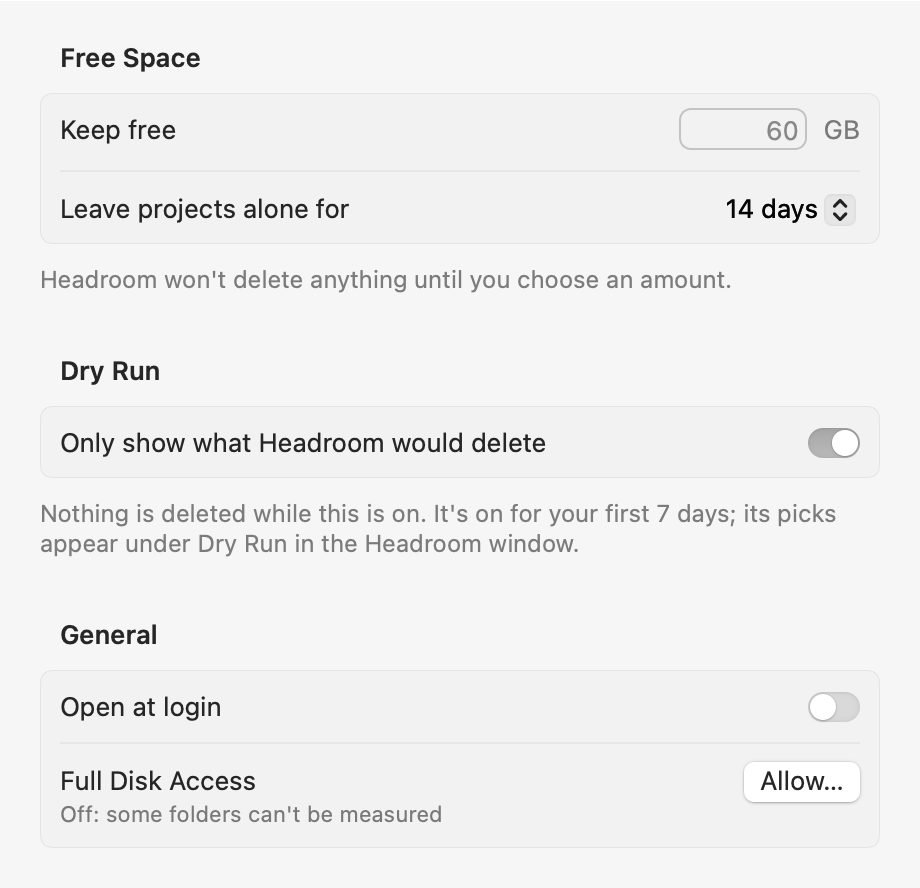 Free Space
Keep free 60 GB
Leave projects alone for 14 days
Headroom won't delete anything until you choose an amount.
Dry Run
Only show what Headroom would delete
Nothing is deleted while this is on. It's on for your first 7 days; its picks
appear under Dry Run in the Headroom window.
General
Open at login
Full Disk Access Allow...
Off: some folders can't be measured